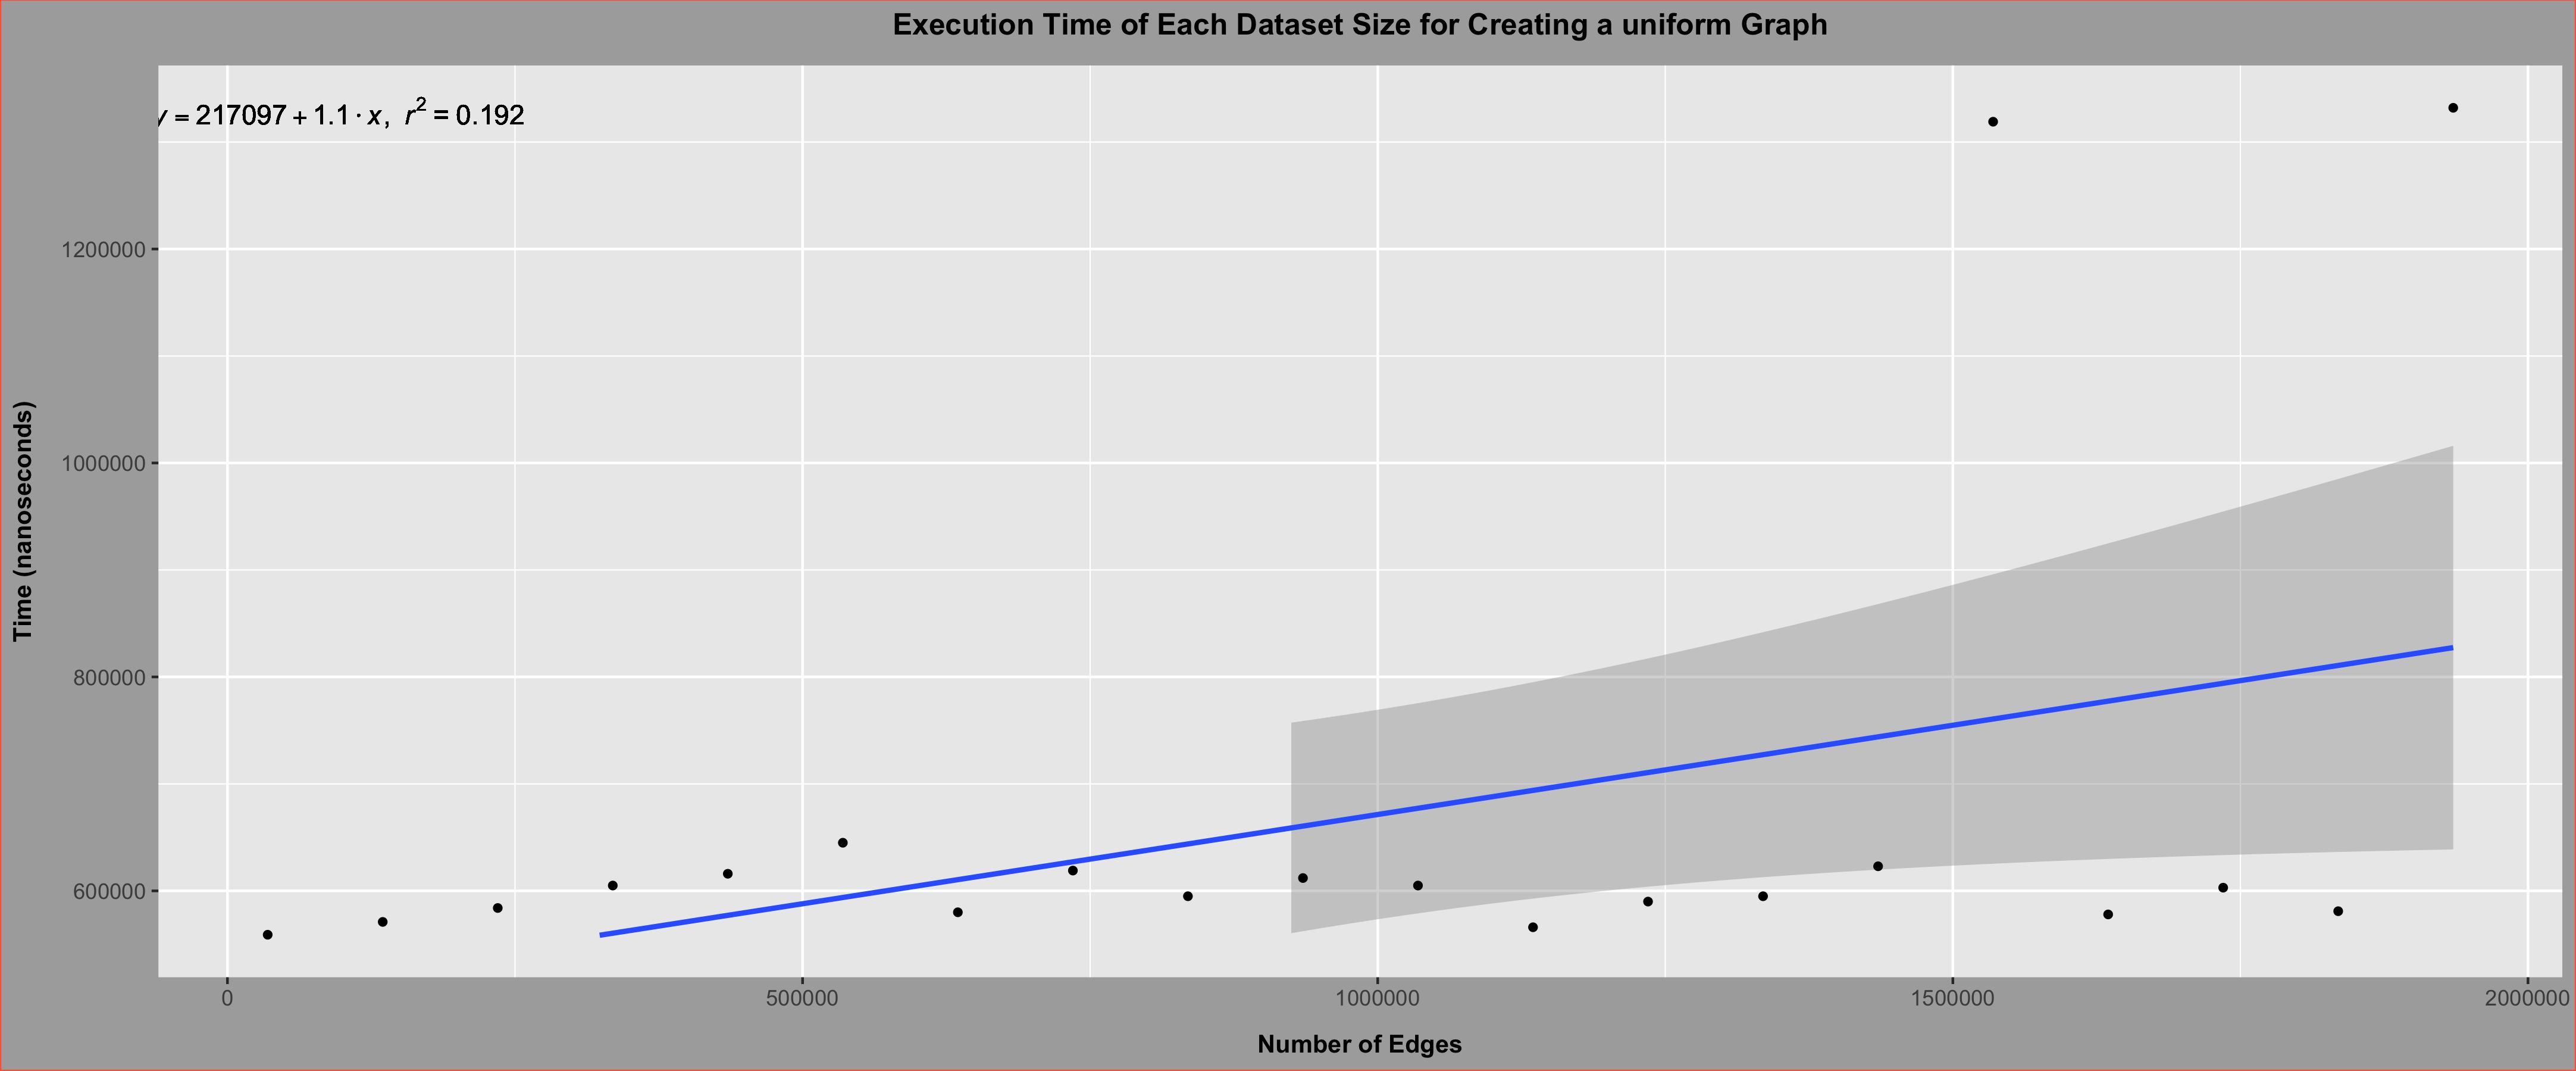 Execution Time of Each Dataset Size for Creating a uniform Graph
y = 217097 + 1.1 · x, r² = 0.192
1200000
1000000
800000
600000
Time (nanoseconds)
0 500000 1000000 1500000 2000000
Number of Edges